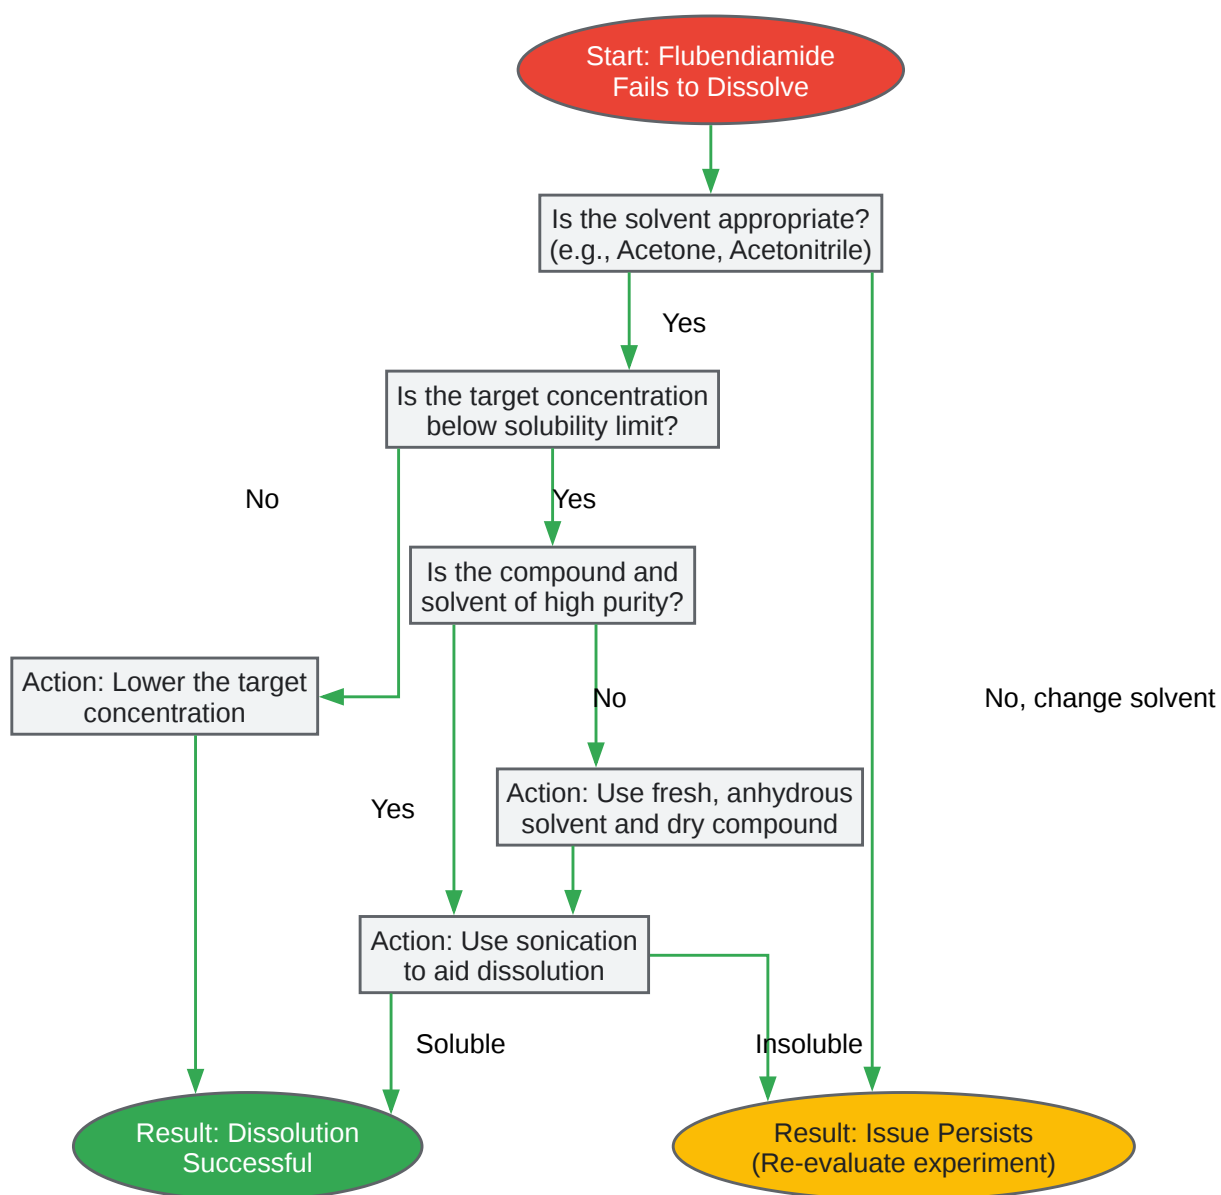 Start: Flubendiamide
Fails to Dissolve
Is the solvent appropriate?
(e.g., Acetone, Acetonitrile)
Yes
Is the target concentration
below solubility limit?
No
Yes
Is the compound and
solvent of high purity?
Action: Lower the target
concentration
No
No, change solvent
Yes
Action: Use fresh, anhydrous
solvent and dry compound
Action: Use sonication
to aid dissolution
Soluble
Insoluble
Result: Dissolution
Successful
Result: Issue Persists
(Re-evaluate experiment)